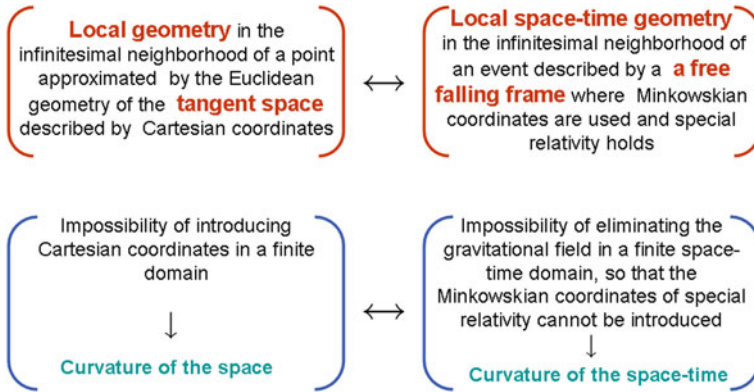 Local geometry in the
infinitesimal neighborhood of a point
approximated by the Euclidean
geometry of the tangent space
described by Cartesian coordinates
Local space-time geometry
in the infinitesimal neighborhood of
an event described by a a free
falling frame where Minkowskian
coordinates are used and special
relativity holds
Impossibility of introducing
Cartesian coordinates in a finite
domain
Curvature of the space
Impossibility of eliminating the
gravitational field in a finite space-
time domain, so that the
Minkowskian coordinates of special
relativity cannot be introduced
Curvature of the space-time